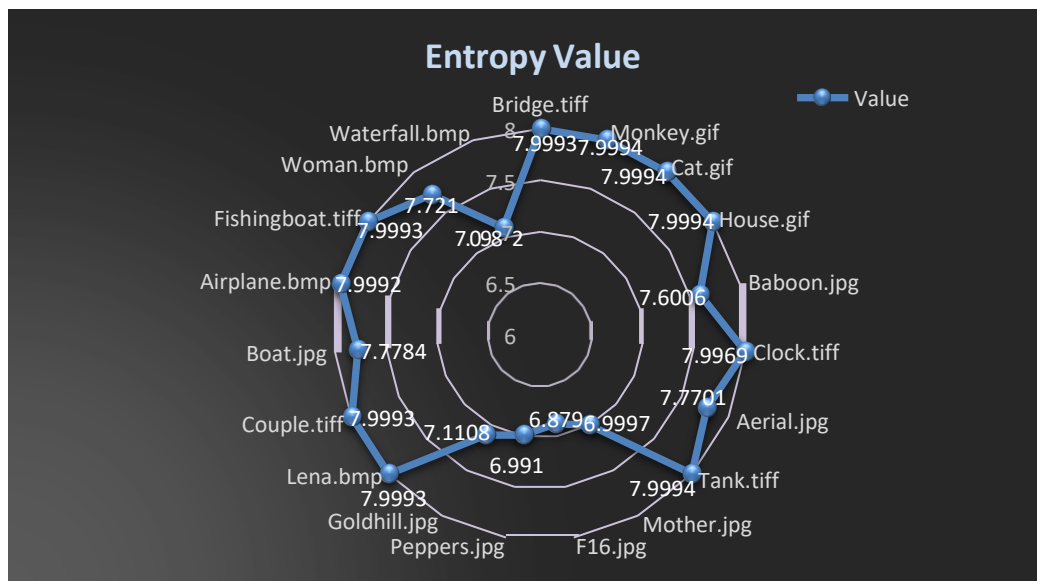 Entropy Value
Value
Bridge.tiff
Monkey.gif
Cat.gif
House.gif
Baboon.jpg
Clock.tiff
Aerial.jpg
Tank.tiff
Mother.jpg
F16.jpg
Peppers.jpg
Goldhill.jpg
Lena.bmp
Couple.tiff
Boat.jpg
Airplane.bmp
Fishingboat.tiff
Woman.bmp
Waterfall.bmp
8
7.5
7
6.5
6
7.9993
7.9994
7.9994
7.9994
7.6006
7.9969
7.7701
7.9994
6.9997
6.879
6.991
7.1108
7.9993
7.9993
7.7784
7.9992
7.9993
7.721